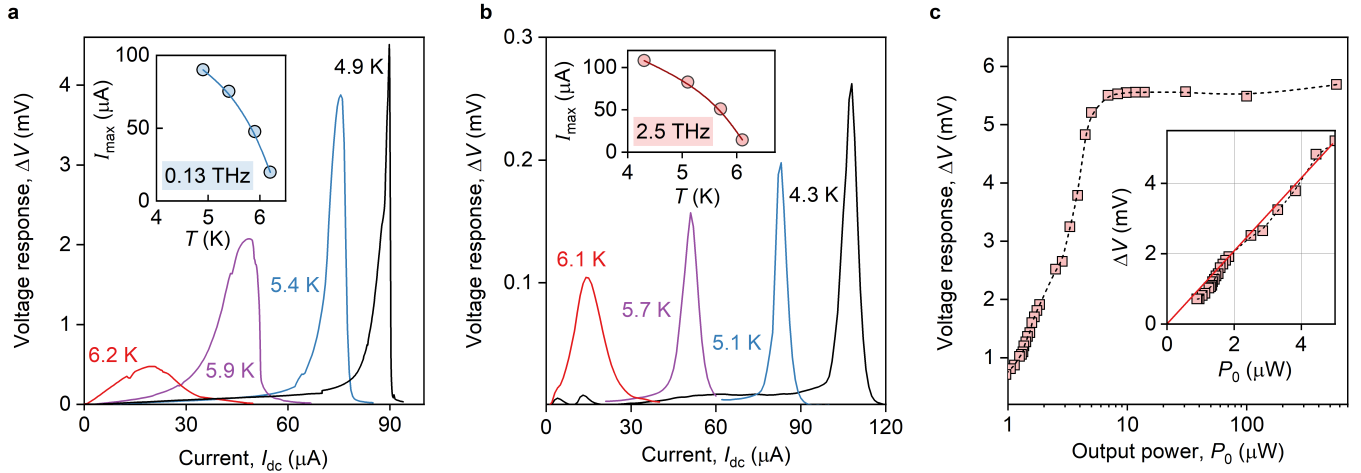 a
Voltage response, ΔV (mV)
4
3
2
1
0
0
30
60
90
Current, I_dc (μA)
4.9 K
5.4 K
5.9 K
6.2 K
I_max (μA)
100
50
0
4
5
6
T (K)
0.13 THz
b
Voltage response, ΔV (mV)
0.3
0.2
0.1
0
30
60
90
120
Current, I_dc (μA)
6.1 K
5.7 K
5.1 K
4.3 K
I_max (μA)
100
50
0
4
5
6
T (K)
2.5 THz
c
Voltage response, ΔV (mV)
6
5
4
3
2
1
1
10
100
Output power, P₀ (μW)
ΔV (mV)
4
2
0
0
2
4
P₀ (μW)